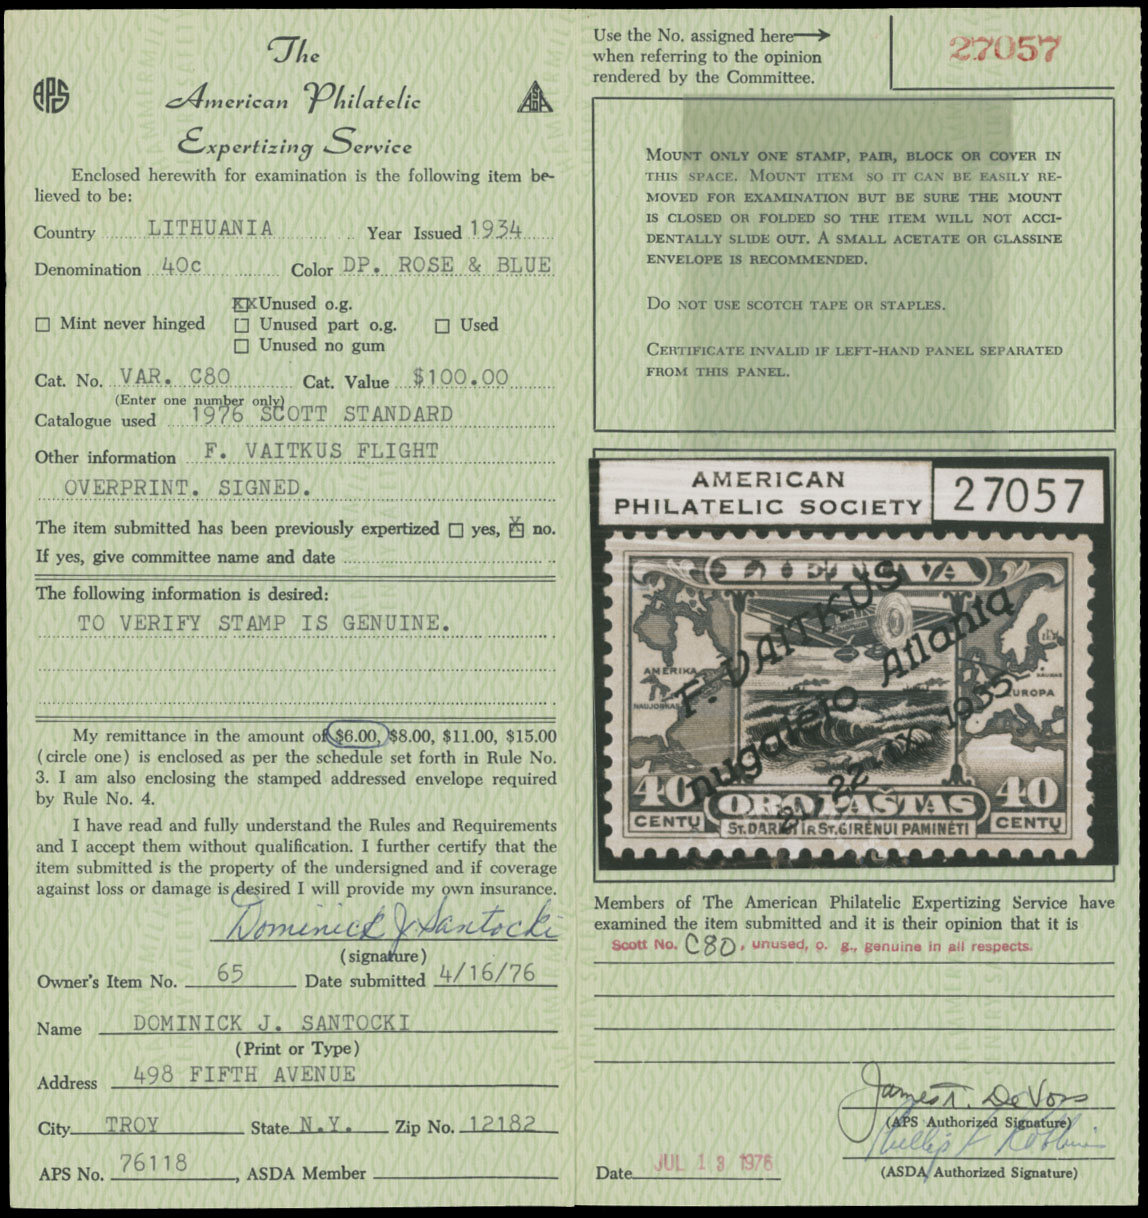 The
APS
American Philatelic
ASDA
Expertizing Service
Enclosed herewith for examination is the following item be-
lieved to be:
Country LITHUANIA Year Issued 1934
Denomination 40c Color DP. ROSE & BLUE
XX Unused o.g.
Mint never hinged Unused part o.g. Used
Unused no gum
Cat. No. VAR. C80 Cat. Value $100.00
(Enter one number only)
Catalogue used 1976 SCOTT STANDARD
Other information F. VAITKUS FLIGHT
OVERPRINT. SIGNED.
The item submitted has been previously expertized yes, X no.
If yes, give committee name and date
The following information is desired:
TO VERIFY STAMP IS GENUINE.
My remittance in the amount of $6.00, $8.00, $11.00, $15.00
(circle one) is enclosed as per the schedule set forth in Rule No.
3. I am also enclosing the stamped addressed envelope required
by Rule No. 4.
I have read and fully understand the Rules and Requirements
and I accept them without qualification. I further certify that the
item submitted is the property of the undersigned and if coverage
against loss or damage is desired I will provide my own insurance.
Dominick J. Santocki
(signature)
Owner's Item No. 65 Date submitted 4/16/76
Name DOMINICK J. SANTOCKI
(Print or Type)
Address 498 FIFTH AVENUE
City TROY State N.Y. Zip No. 12182
APS No. 76118, ASDA Member
Use the No. assigned here
when referring to the opinion
rendered by the Committee.
27057
MOUNT ONLY ONE STAMP, PAIR, BLOCK OR COVER IN
THIS SPACE. MOUNT ITEM SO IT CAN BE EASILY RE-
MOVED FOR EXAMINATION BUT BE SURE THE MOUNT
IS CLOSED OR FOLDED SO THE ITEM WILL NOT ACCI-
DENTALLY SLIDE OUT. A SMALL ACETATE OR GLASSINE
ENVELOPE IS RECOMMENDED.
DO NOT USE SCOTCH TAPE OR STAPLES.
CERTIFICATE INVALID IF LEFT-HAND PANEL SEPARATED
FROM THIS PANEL.
AMERICAN
PHILATELIC SOCIETY 27057
LIETUVA
F. VAITKUS
nugalėjo Atlantą
21-22 IX 1935
AMERIKA
NAUJORKAS
KAUNAS
EUROPA
40 ORO PAŠTAS 40
CENTŲ ST. DARIUI IR ST. GIRĖNUI PAMINĖTI CENTŲ
Members of The American Philatelic Expertizing Service have
examined the item submitted and it is their opinion that it is
Scott No. C80, unused, o. g., genuine in all respects.
James T. DeVoss
(APS Authorized Signature)
(ASDA Authorized Signature)
Date JUL 13 1976